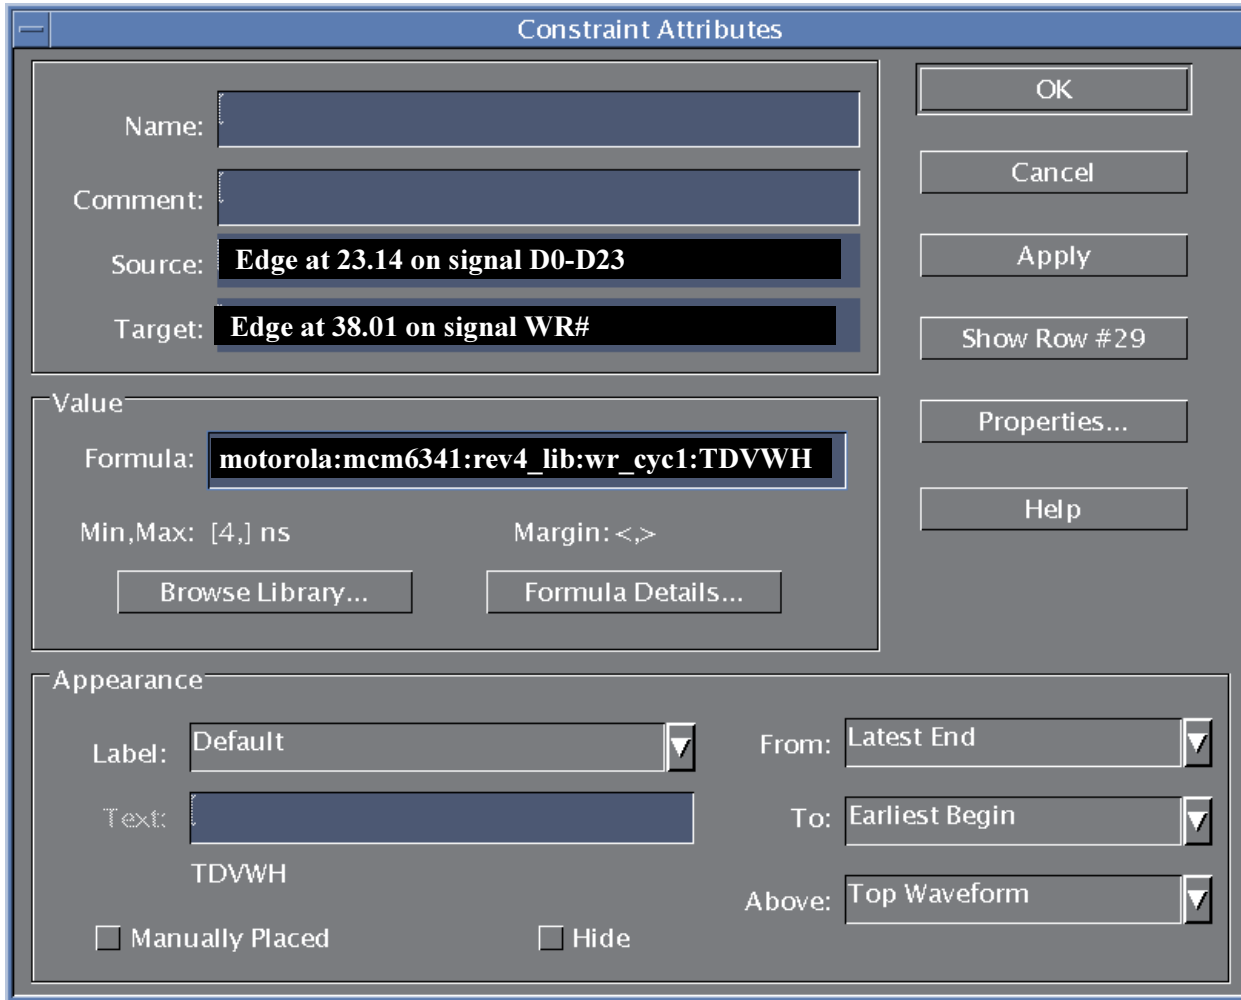 Constraint Attributes
Name:
Comment:
Source: Edge at 23.14 on signal D0-D23
Target: Edge at 38.01 on signal WR#
OK
Cancel
Apply
Show Row #29
Properties...
Help
Value
Formula: motorola:mcm6341:rev4_lib:wr_cyc1:TDVWH
Min,Max: [4,] ns Margin: <,>
Browse Library... Formula Details...
Appearance
Label: Default
Text:
TDVWH
Manually Placed Hide
From: Latest End
To: Earliest Begin
Above: Top Waveform